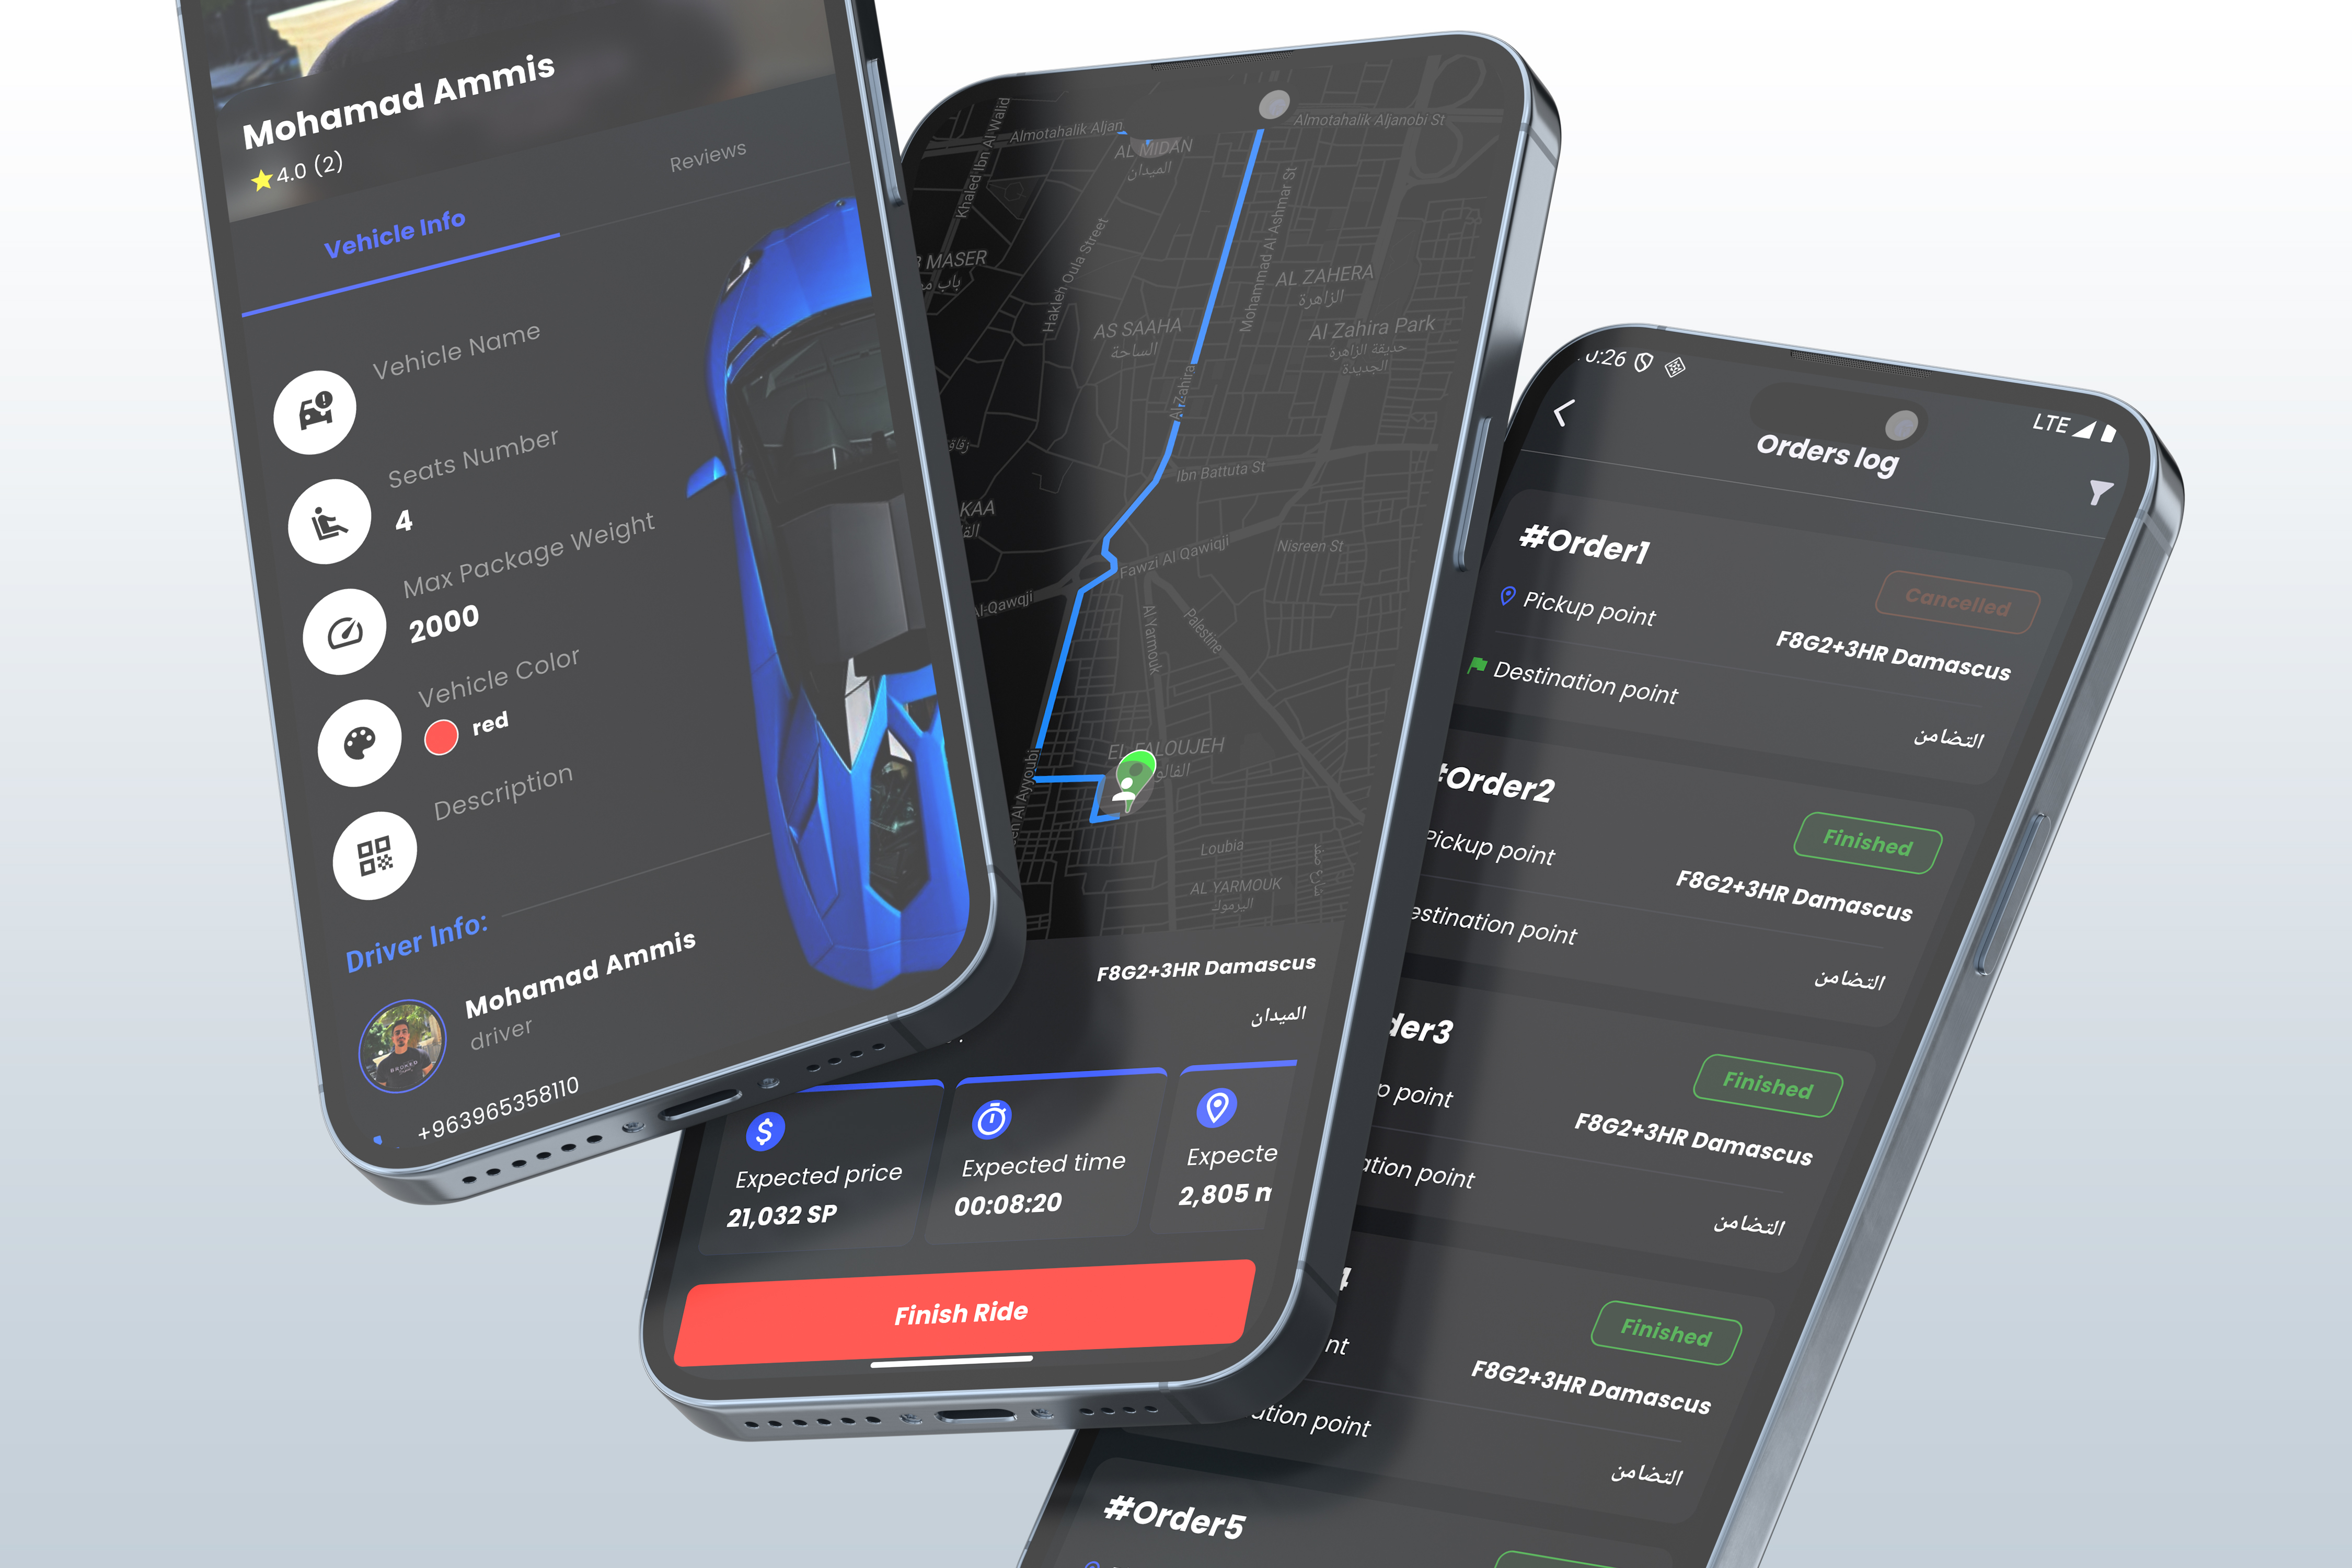 Mohamad Ammis
4.0 (2)
Vehicle Info
Reviews
Vehicle Name
Seats Number
4
Max Package Weight
2000
Vehicle Color
red
Description
Driver Info:
Mohamad Ammis
driver
+963965358110
Almotahalik Aljan
Almotahalik Aljanobi St
Khaled Ibn Al Walid
AL MIDAN
الميدان
Mohammad Al Ashmar St
Hakleh Oula Street
B MASER
باب مص
AL ZAHERA
الزاهرة
AS SAAHA
الساحة
Al Zahira Park
حديقة الزاهرة
الجديدة
Al Zahira
Ibn Battuta St
KAA
Nisreen St
Fawzi Al Qawiqji
Al-Qawqji
Al Yarmouk
Palestine
EL FALOUJEH
een Al Ayyoubi
Loubia
AL YARMOUK
اليرموك
F8G2+3HR Damascus
الميدان
Expected price
21,032 SP
Expected time
00:08:20
Expecte
2,805 m
Finish Ride
0:26
LTE
Orders log
#Order1
Cancelled
Pickup point
F8G2+3HR Damascus
Destination point
التضامن
#Order2
Finished
Pickup point
F8G2+3HR Damascus
estination point
التضامن
der3
Finished
p point
F8G2+3HR Damascus
ation point
التضامن
4
Finished
nt
F8G2+3HR Damascus
ation point
التضامن
#Order5